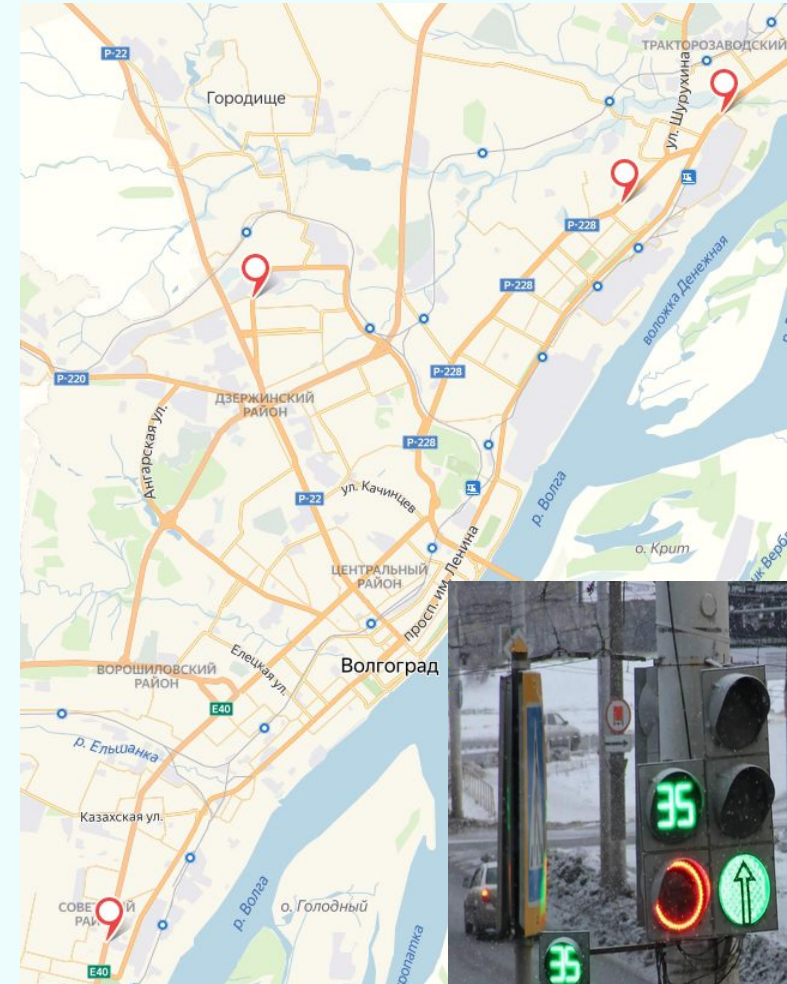 Р-22
ТРАКТОРОЗАВОДСКИЙ
Городище
ул. Шурухина
Р-228
Р-228
воложка Денежная
Р-228
Р-220
ДЗЕРЖИНСКИЙ
РАЙОН
Ангарская ул.
Р-228
Р-22
ул. Качинцев
р. Волга
о. Крит
ЦЕНТРАЛЬНЫЙ
РАЙОН
просп. им. Ленина
Волгоград
Елецкая ул.
ВОРОШИЛОВСКИЙ
РАЙОН
Е40
р. Ельшанка
Казахская ул.
35
р. Волга
о. Голодный
Е40
35